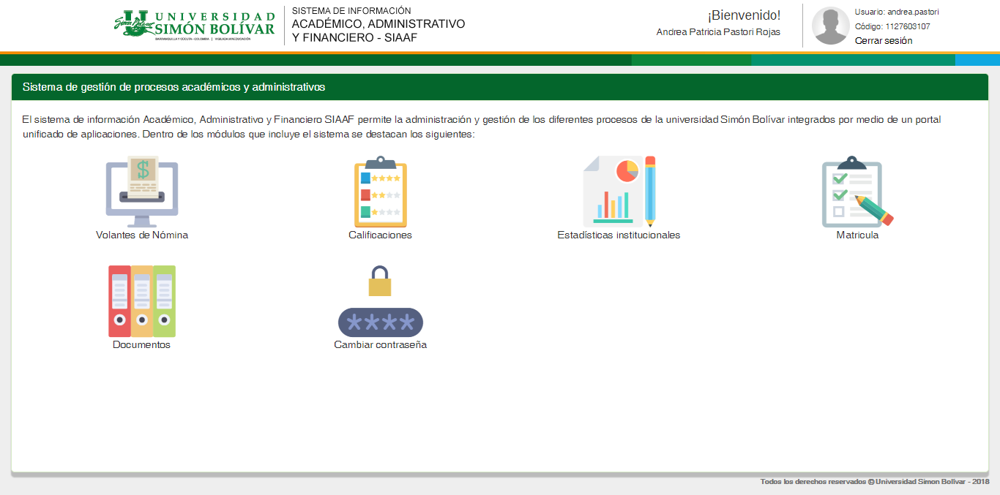 UNIVERSIDAD
SIMÓN BOLÍVAR
BARRANQUILLA Y CÚCUTA - COLOMBIA | VIGILADA MINEDUCACIÓN
SISTEMA DE INFORMACIÓN
ACADÉMICO, ADMINISTRATIVO
Y FINANCIERO - SIAAF
¡Bienvenido!
Andrea Patricia Pastori Rojas
Usuario: andrea.pastori
Código: 1127603107
Cerrar sesión
Sistema de gestión de procesos académicos y administrativos
El sistema de información Académico, Administrativo y Financiero SIAAF permite la administración y gestión de los diferentes procesos de la universidad Simón Bolívar integrados por medio de un portal
unificado de aplicaciones. Dentro de los módulos que incluye el sistema se destacan los siguientes:
$
Volantes de Nómina
Calificaciones
Estadísticas institucionales
Matricula
Documentos
****
Cambiar contraseña
Todos los derechos reservados © Universidad Simon Bolívar - 2018